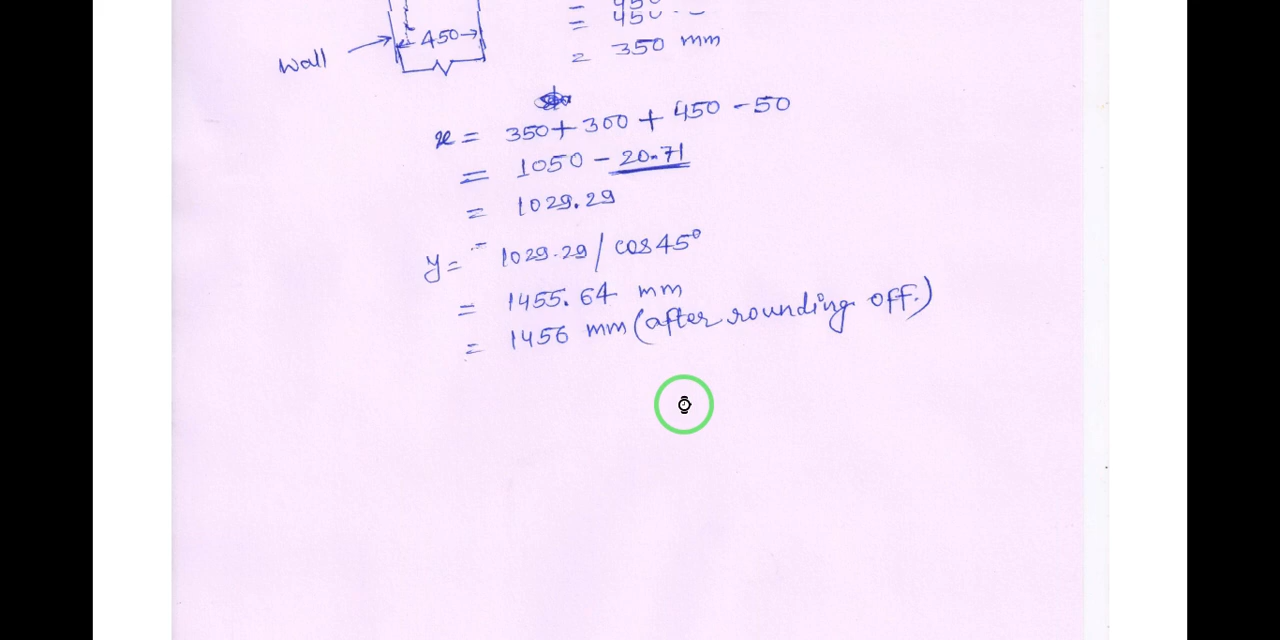 = 450
← 450 →
Wall
= 350 mm
x = 350 + 300 + 450 - 50
= 1050 - 20.71
= 1029.29
y = 1029.29 / cos 45°
= 1455.64 mm
= 1456 mm (after rounding off.)